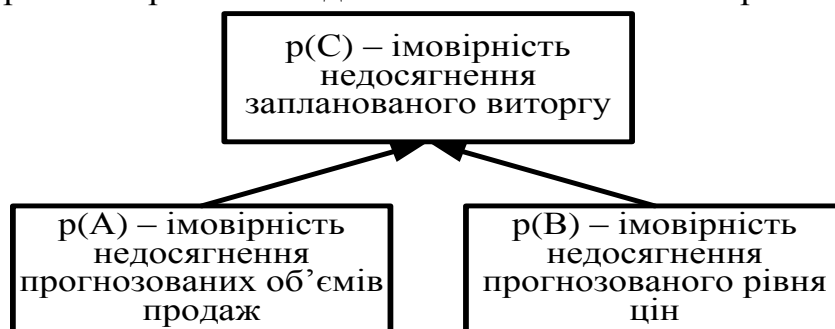 p(C) – імовірність
недосягнення
запланованого виторгу
p(A) – імовірність
недосягнення
прогнозованих об’ємів
продаж
p(B) – імовірність
недосягнення
прогнозованого рівня
цін